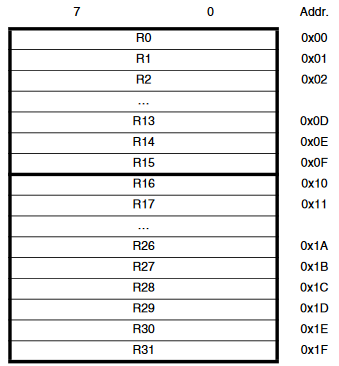 7 0 Addr.
R0 0x00
R1 0x01
R2 0x02
...
R13 0x0D
R14 0x0E
R15 0x0F
R16 0x10
R17 0x11
...
R26 0x1A
R27 0x1B
R28 0x1C
R29 0x1D
R30 0x1E
R31 0x1F